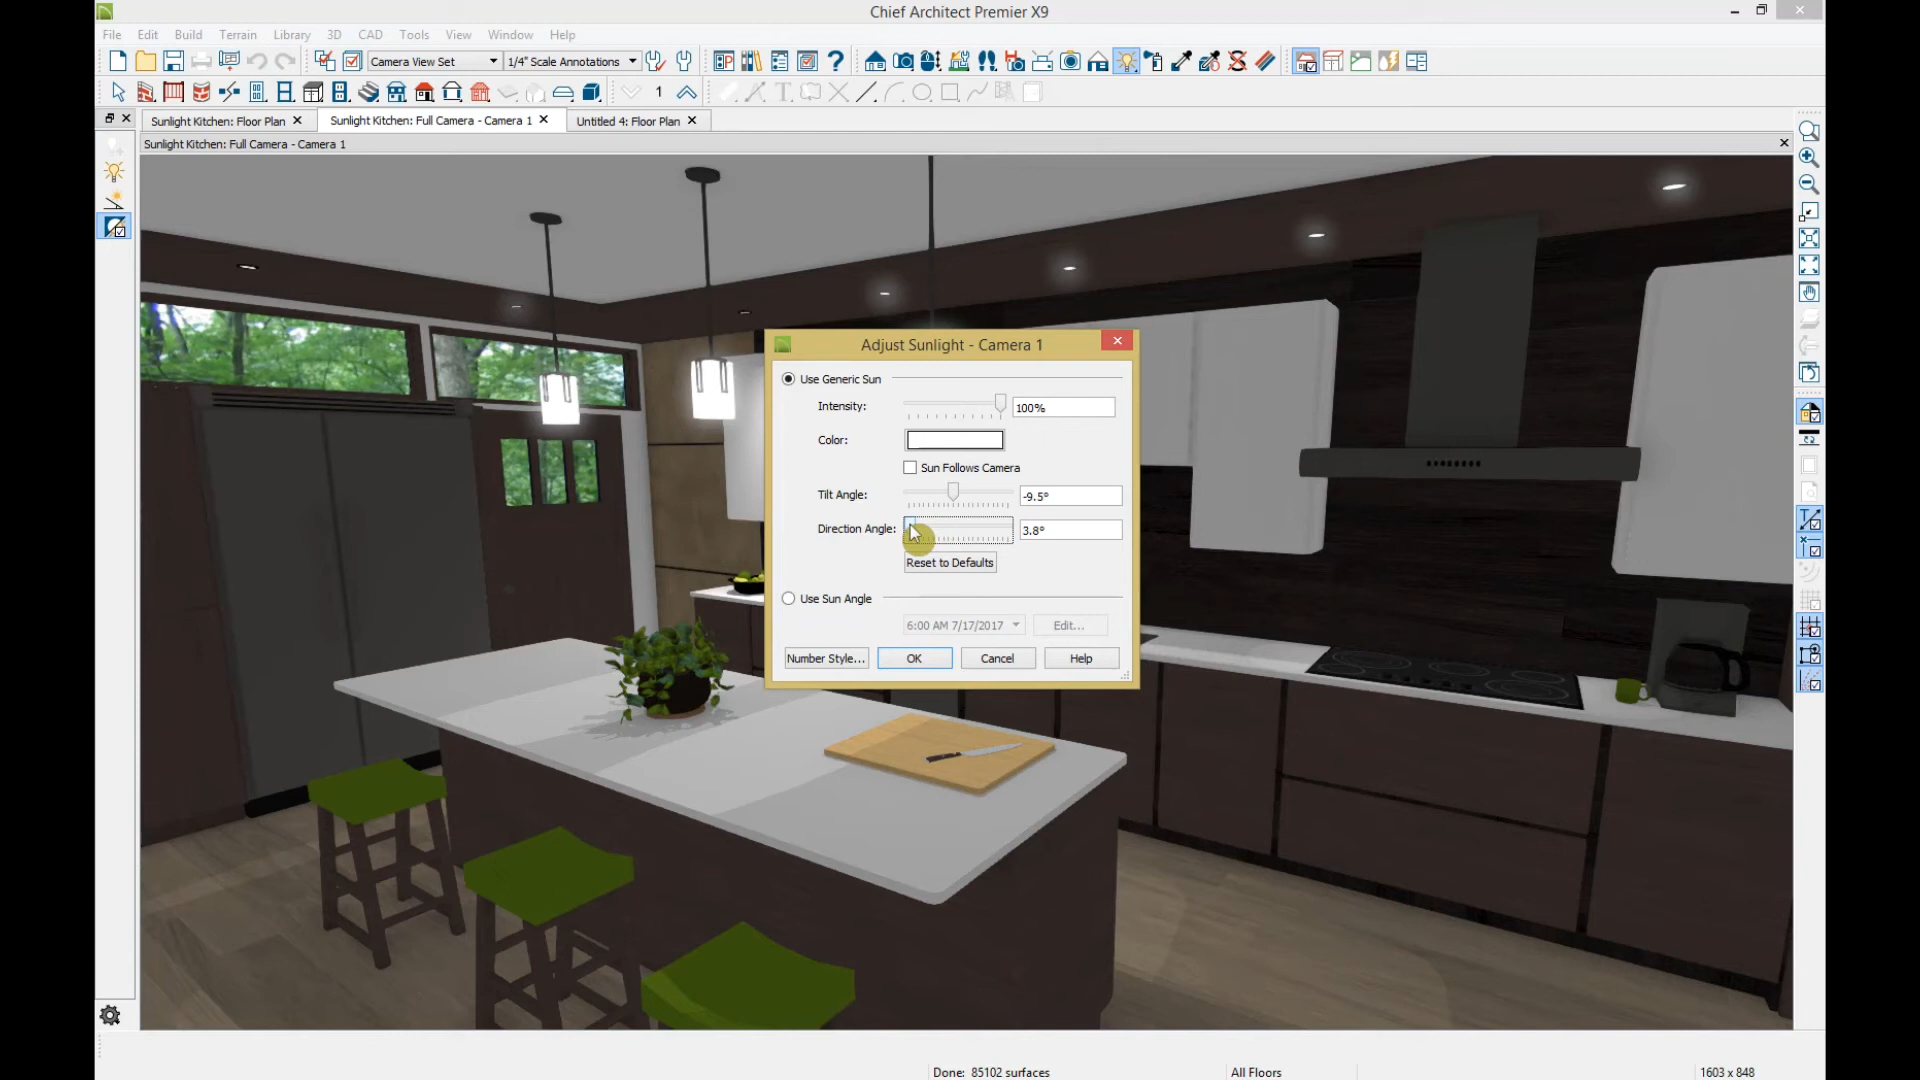 Chief Architect Premier X9
File Edit Build Terrain Library 3D CAD Tools View Window Help
Camera View Set 1/4" Scale Annotations
1
Sunlight Kitchen: Floor Plan Sunlight Kitchen: Full Camera - Camera 1 Untitled 4: Floor Plan
Sunlight Kitchen: Full Camera - Camera 1
Adjust Sunlight - Camera 1
Use Generic Sun
Intensity: 100%
Color:
Sun Follows Camera
Tilt Angle: -9.5°
Direction Angle: 3.8°
Reset to Defaults
Use Sun Angle
6:00 AM 7/17/2017 Edit...
Number Style... OK Cancel Help
Done: 85102 surfaces All Floors 1603 x 848